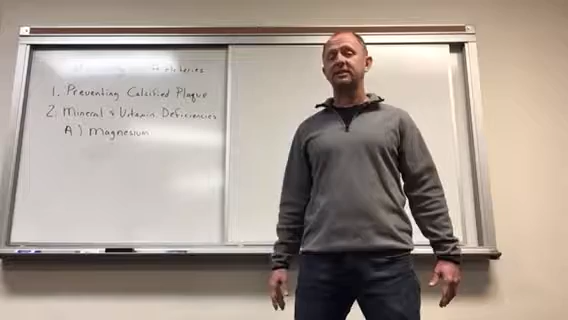 1. Preventing Calcified Plaque
2. Mineral & Vitamin Deficiencies
A) Magnesium